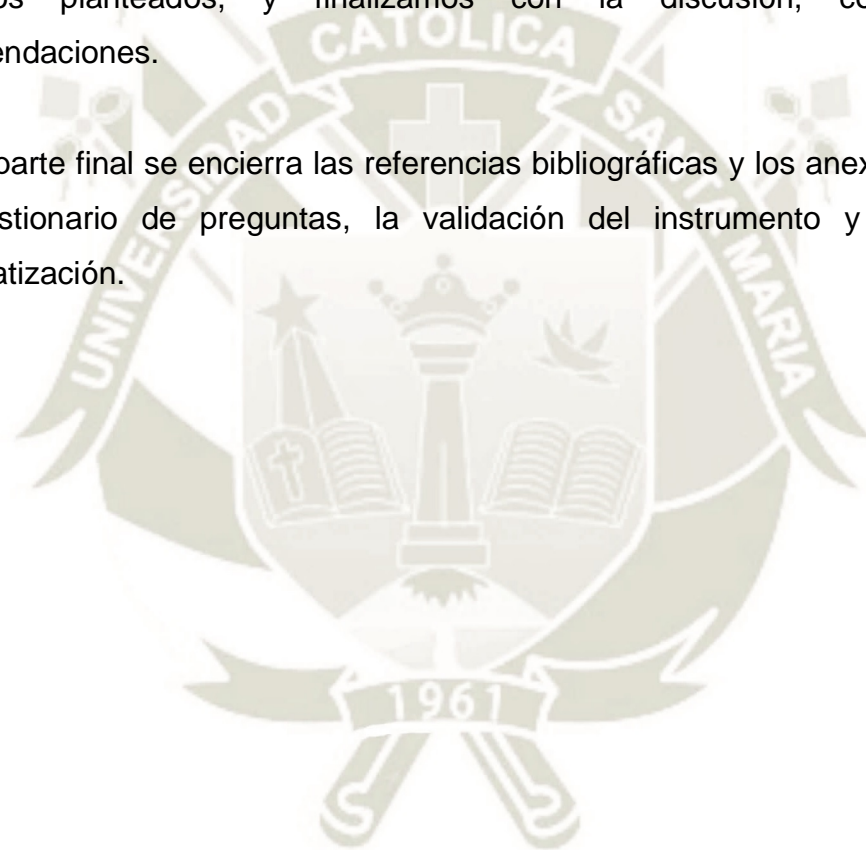 os planteados, y finalizamos con la discusión, co
endaciones.
parte final se encierra las referencias bibliográficas y los anex
estionario de preguntas, la validación del instrumento y
atización.
UNIVERSIDAD CATOLICA SANTA MARIA
1961